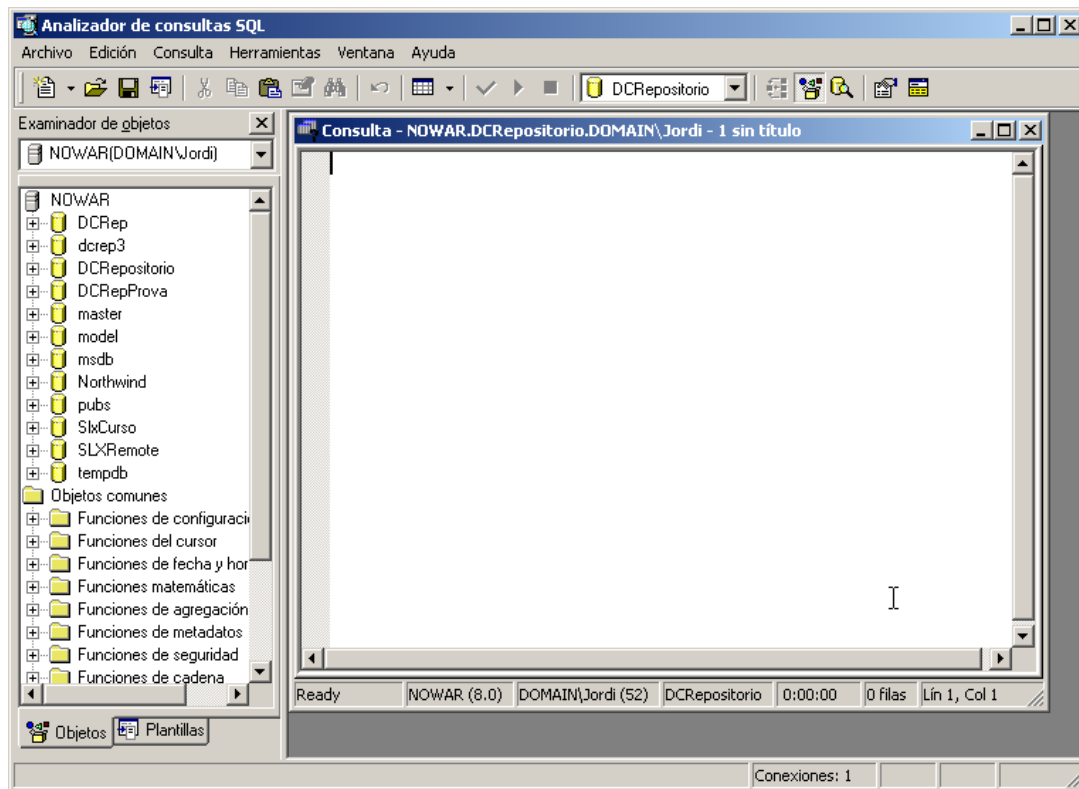 Analizador de consultas SQL
Archivo Edición Consulta Herramientas Ventana Ayuda
DCRepositorio
Examinador de objetos
NOWAR(DOMAIN\Jordi)
NOWAR
DCRep
dcrep3
DCRepositorio
DCRepProva
master
model
msdb
Northwind
pubs
SlxCurso
SLXRemote
tempdb
Objetos comunes
Funciones de configuraci
Funciones del cursor
Funciones de fecha y hor
Funciones matemáticas
Funciones de agregación
Funciones de metadatos
Funciones de seguridad
Funciones de cadena
Objetos Plantillas
Consulta - NOWAR.DCRepositorio.DOMAIN\Jordi - 1 sin título
Ready NOWAR (8.0) DOMAIN\Jordi (52) DCRepositorio 0:00:00 0 filas Lín 1, Col 1
Conexiones: 1